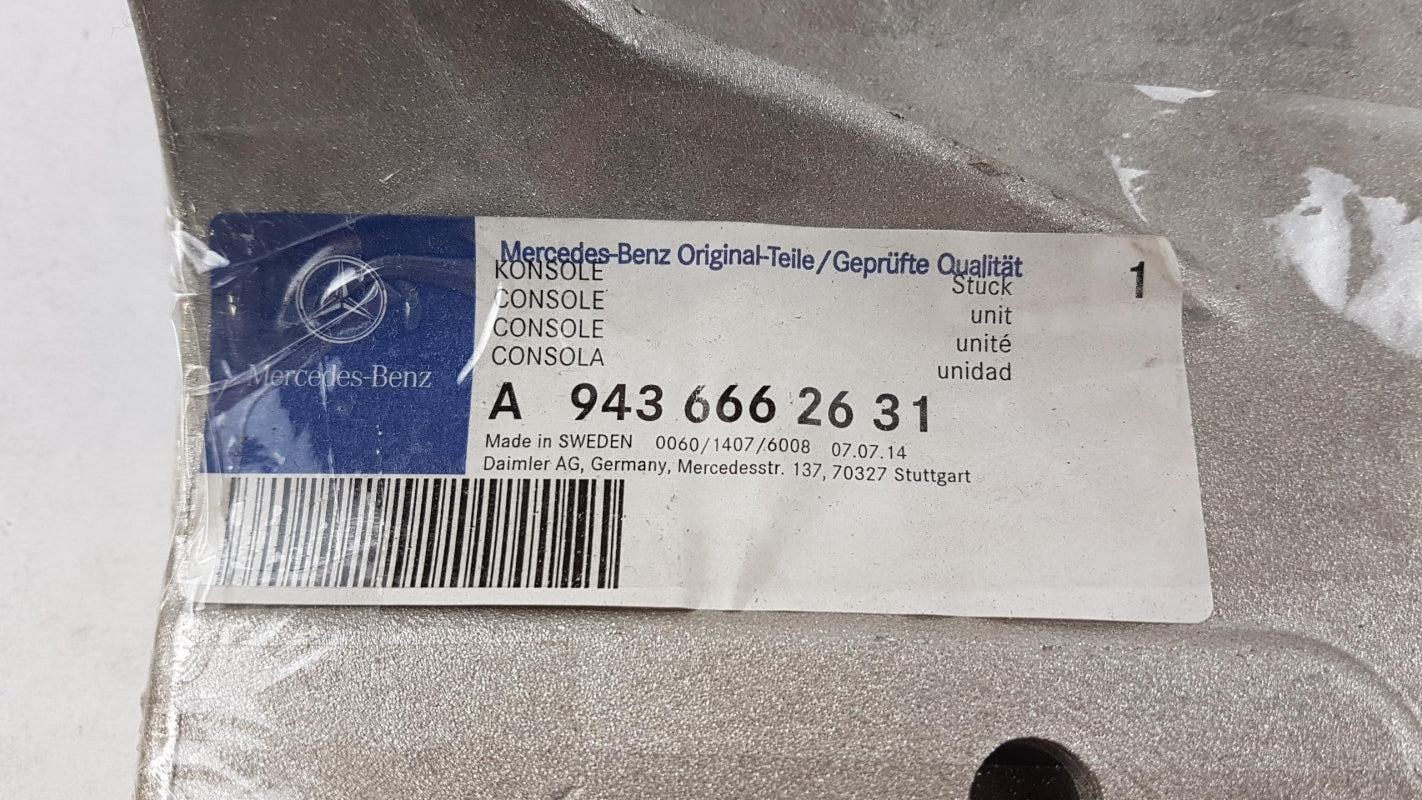 Mercedes-Benz Original-Teile/Geprüfte Qualität
KONSOLE Stück 1
CONSOLE unit
CONSOLE unité
CONSOLA unidad
Mercedes-Benz
A 943 666 26 31
Made in SWEDEN 0060/1407/6008 07.07.14
Daimler AG, Germany, Mercedesstr. 137, 70327 Stuttgart